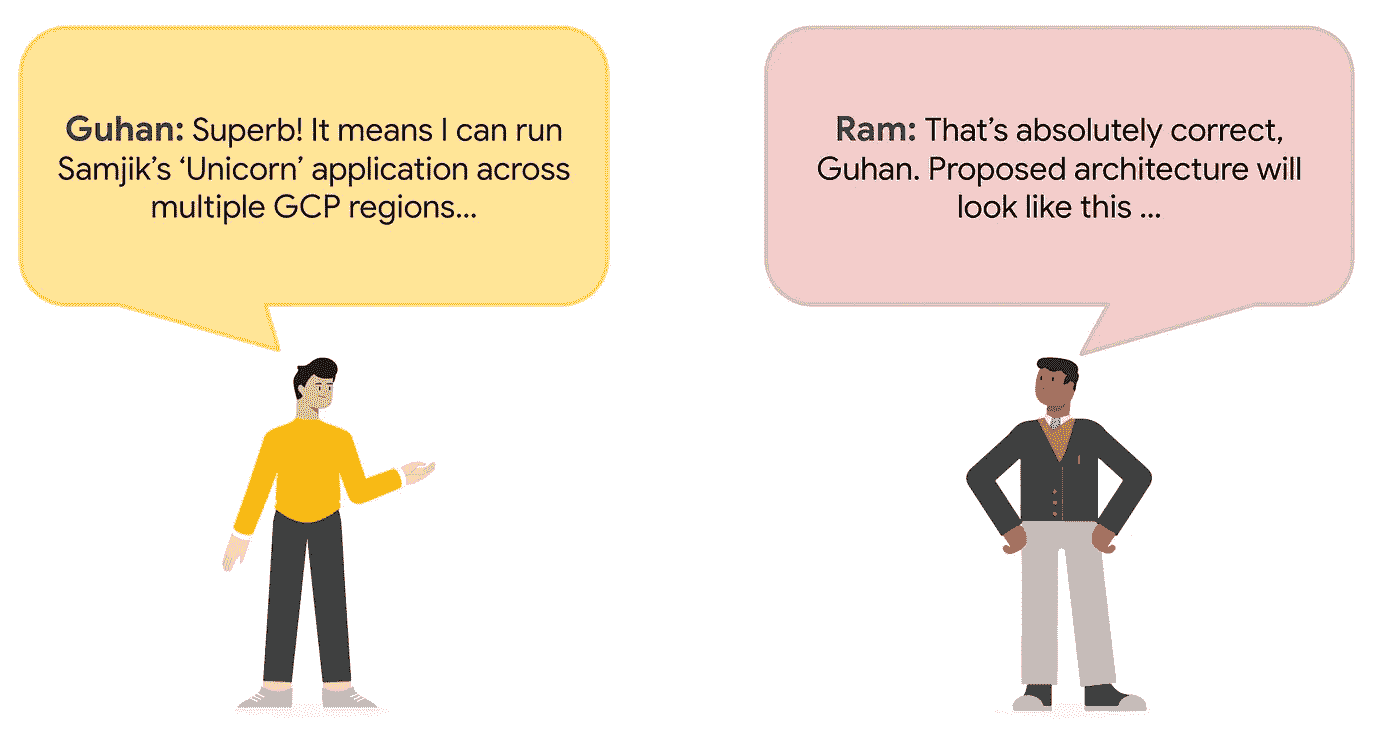 Guhan: Superb! It means I can run
Samjik’s ‘Unicorn’ application across
multiple GCP regions...
Ram: That’s absolutely correct,
Guhan. Proposed architecture will
look like this ...